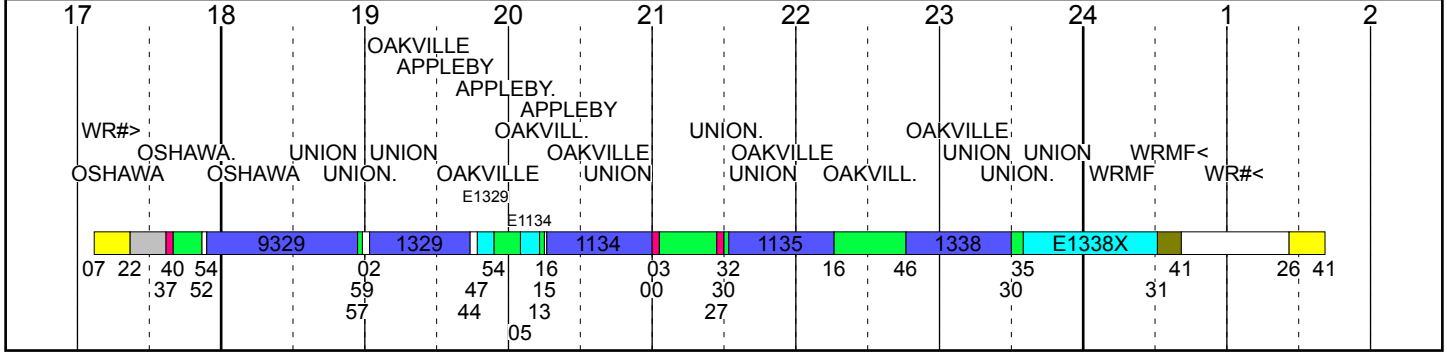 17 18 19 20 21 22 23 24 1 2
OAKVILLE
APPLEBY
APPLEBY.
APPLEBY
WR#> OAKVILL. UNION. OAKVILLE
OSHAWA. UNION UNION OAKVILLE OAKVILLE UNION UNION WRMF<
OSHAWA OSHAWA UNION. OAKVILLE UNION UNION OAKVILL. UNION. WRMF WR#<
E1329
E1134
9329 1329 1134 1135 1338 E1338X
07 22 40 54 02 54 16 03 32 16 46 35 41 26 41
37 52 59 47 15 00 30 30 31
57 44 13 27
05